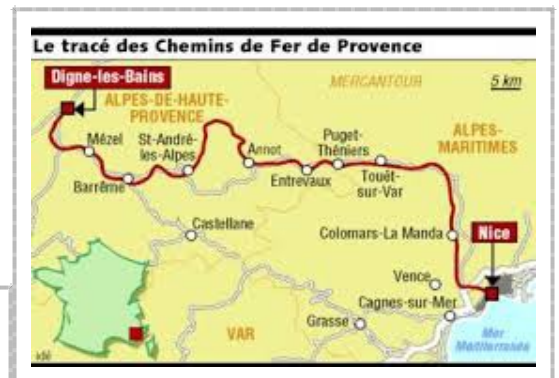 Le tracé des Chemins de Fer de Provence
Digne-les-Bains
MERCANTOUR
5 km
ALPES-DE-HAUTE-
PROVENCE
Mézel
St-André-
les-Alpes
Barrême
Annot
Entrevaux
Puget-
Théniers
Touët-
sur-Var
ALPES-
MARITIMES
Castellane
Colomars-La Manda
Nice
Vence
Cagnes-sur-Mer
Grasse
VAR
Mer
Méditerranée
idé